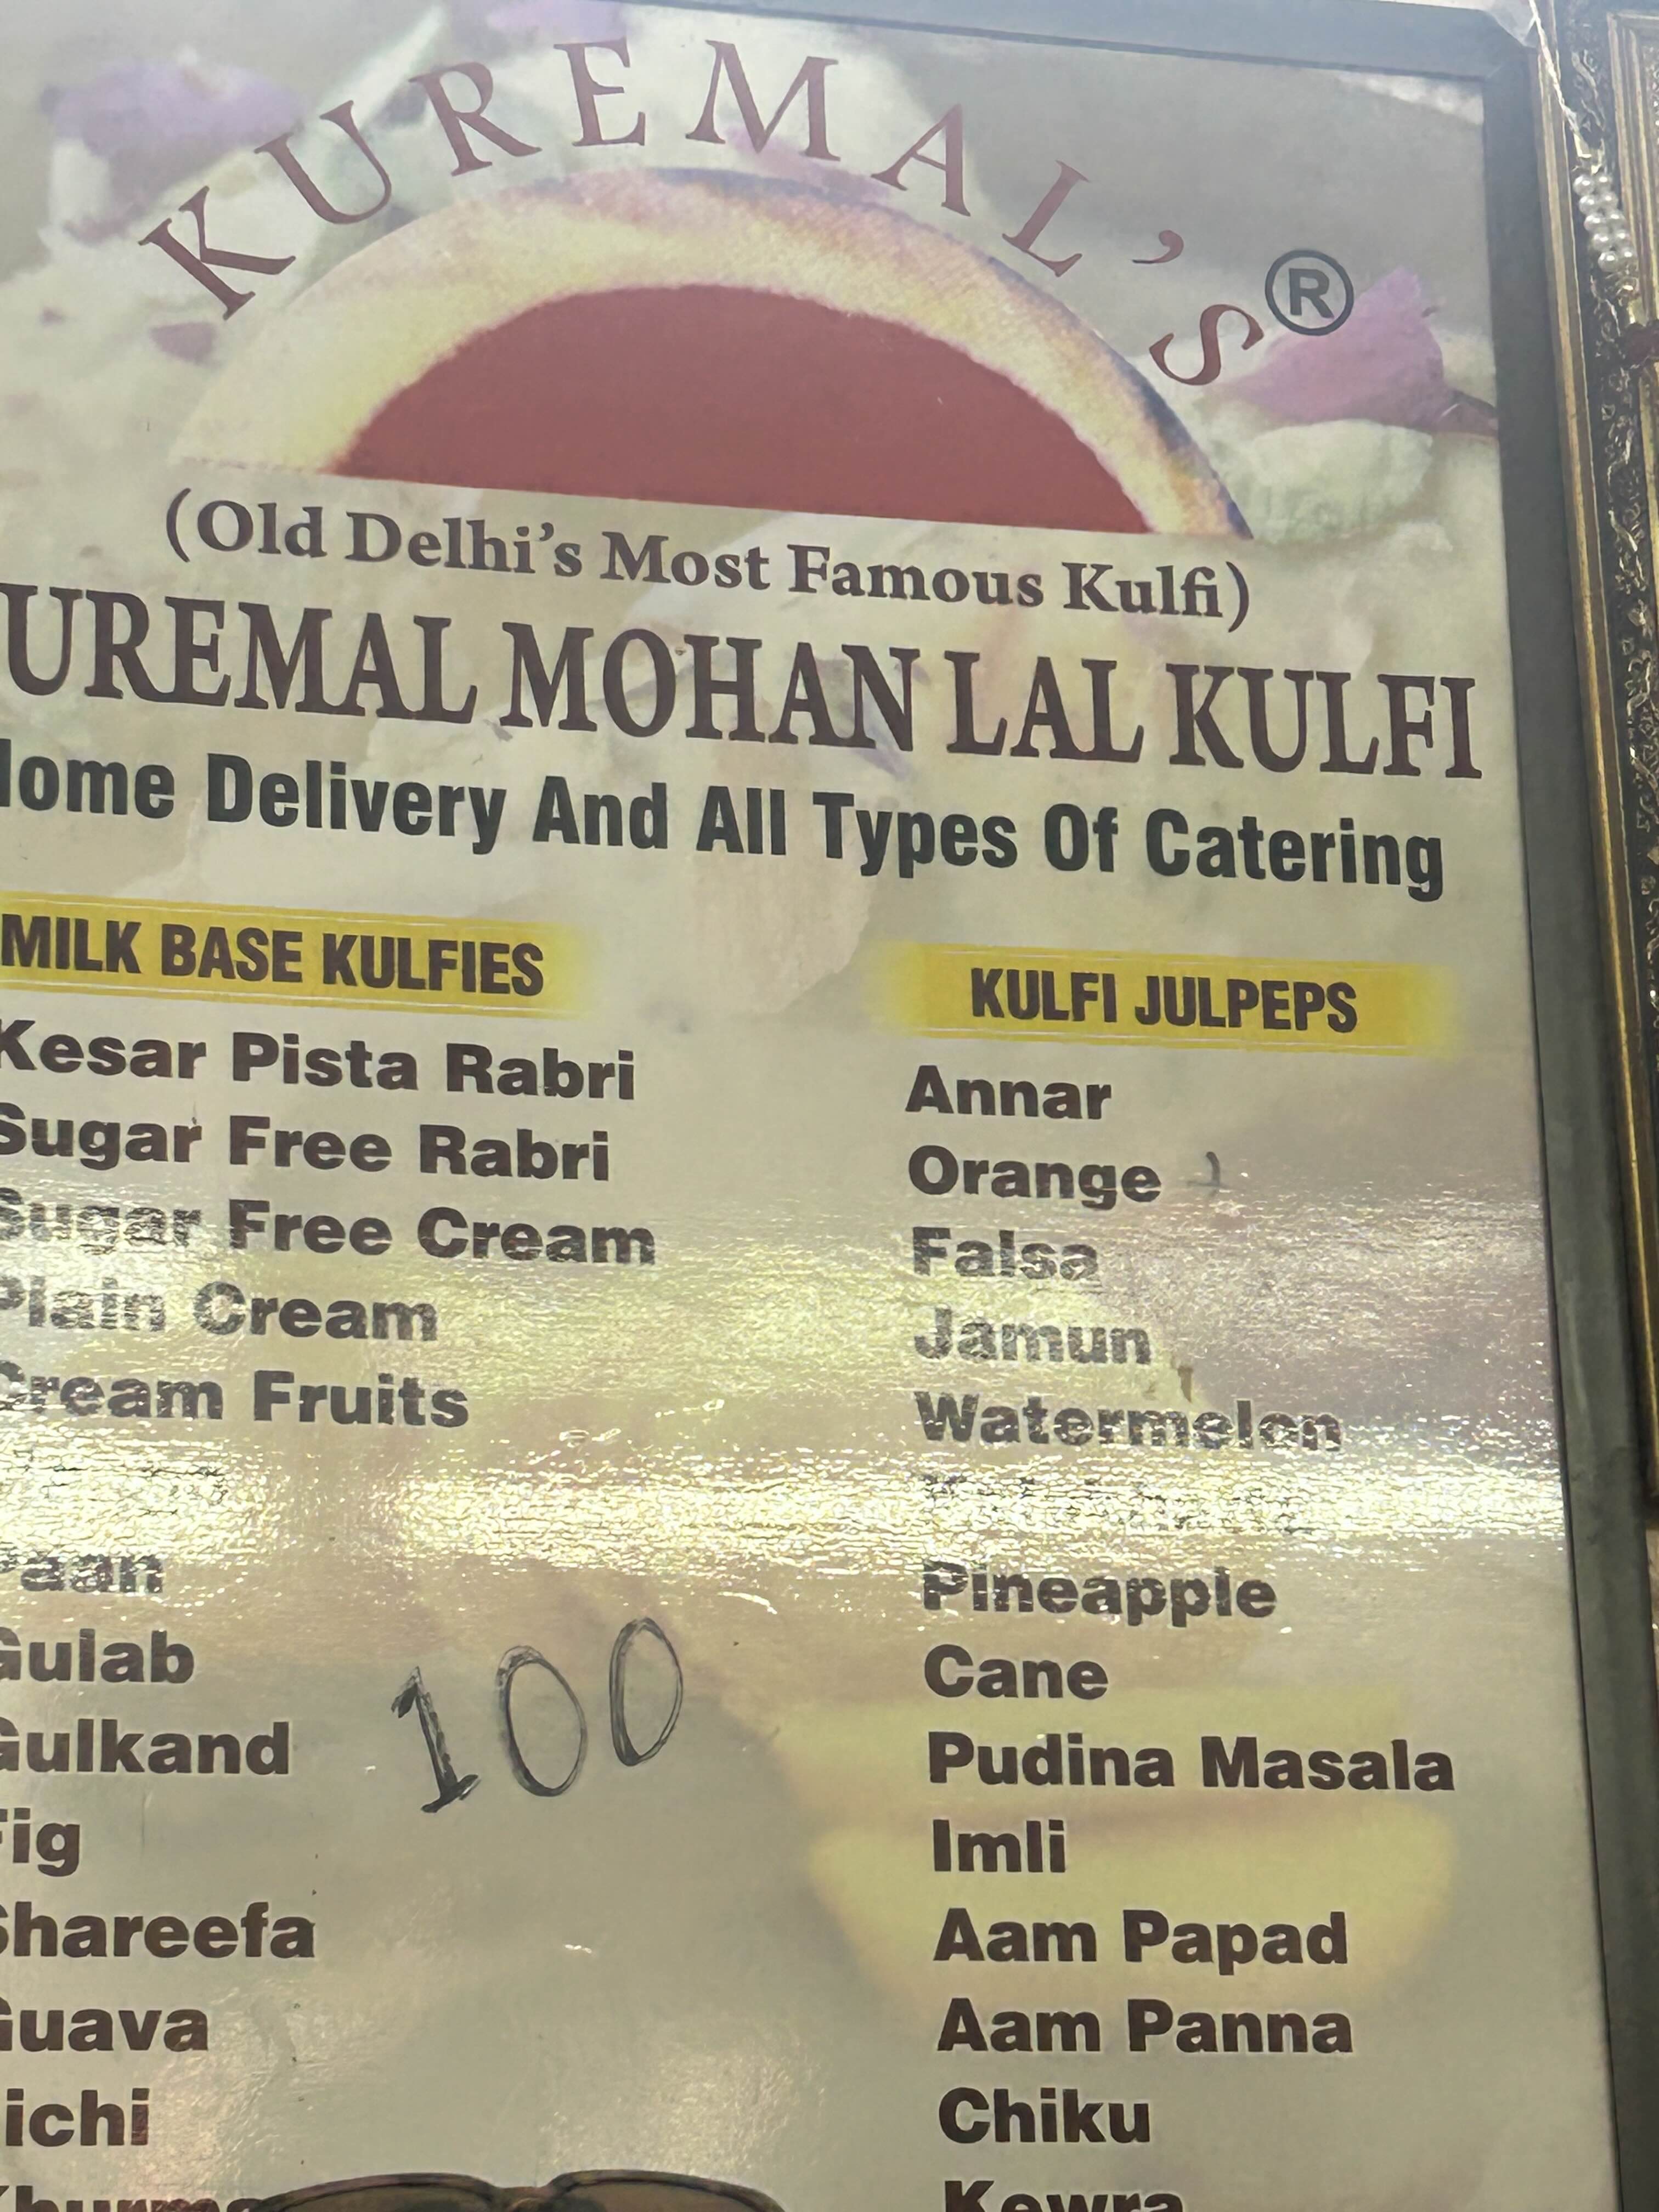 KUREMAL'S®
(Old Delhi's Most Famous Kulfi)
UREMAL MOHAN LAL KULFI
ome Delivery And All Types Of Catering
MILK BASE KULFIES
Kesar Pista Rabri
Sugar Free Rabri
Sugar Free Cream
Plain Cream
Cream Fruits
Paan
Gulab
Gulkand
100
Fig
Shareefa
Guava
ichi
KULFI JULPEPS
Annar
Orange
Falsa
Jamun
Watermelon
Pineapple
Cane
Pudina Masala
Imli
Aam Papad
Aam Panna
Chiku
Kewra